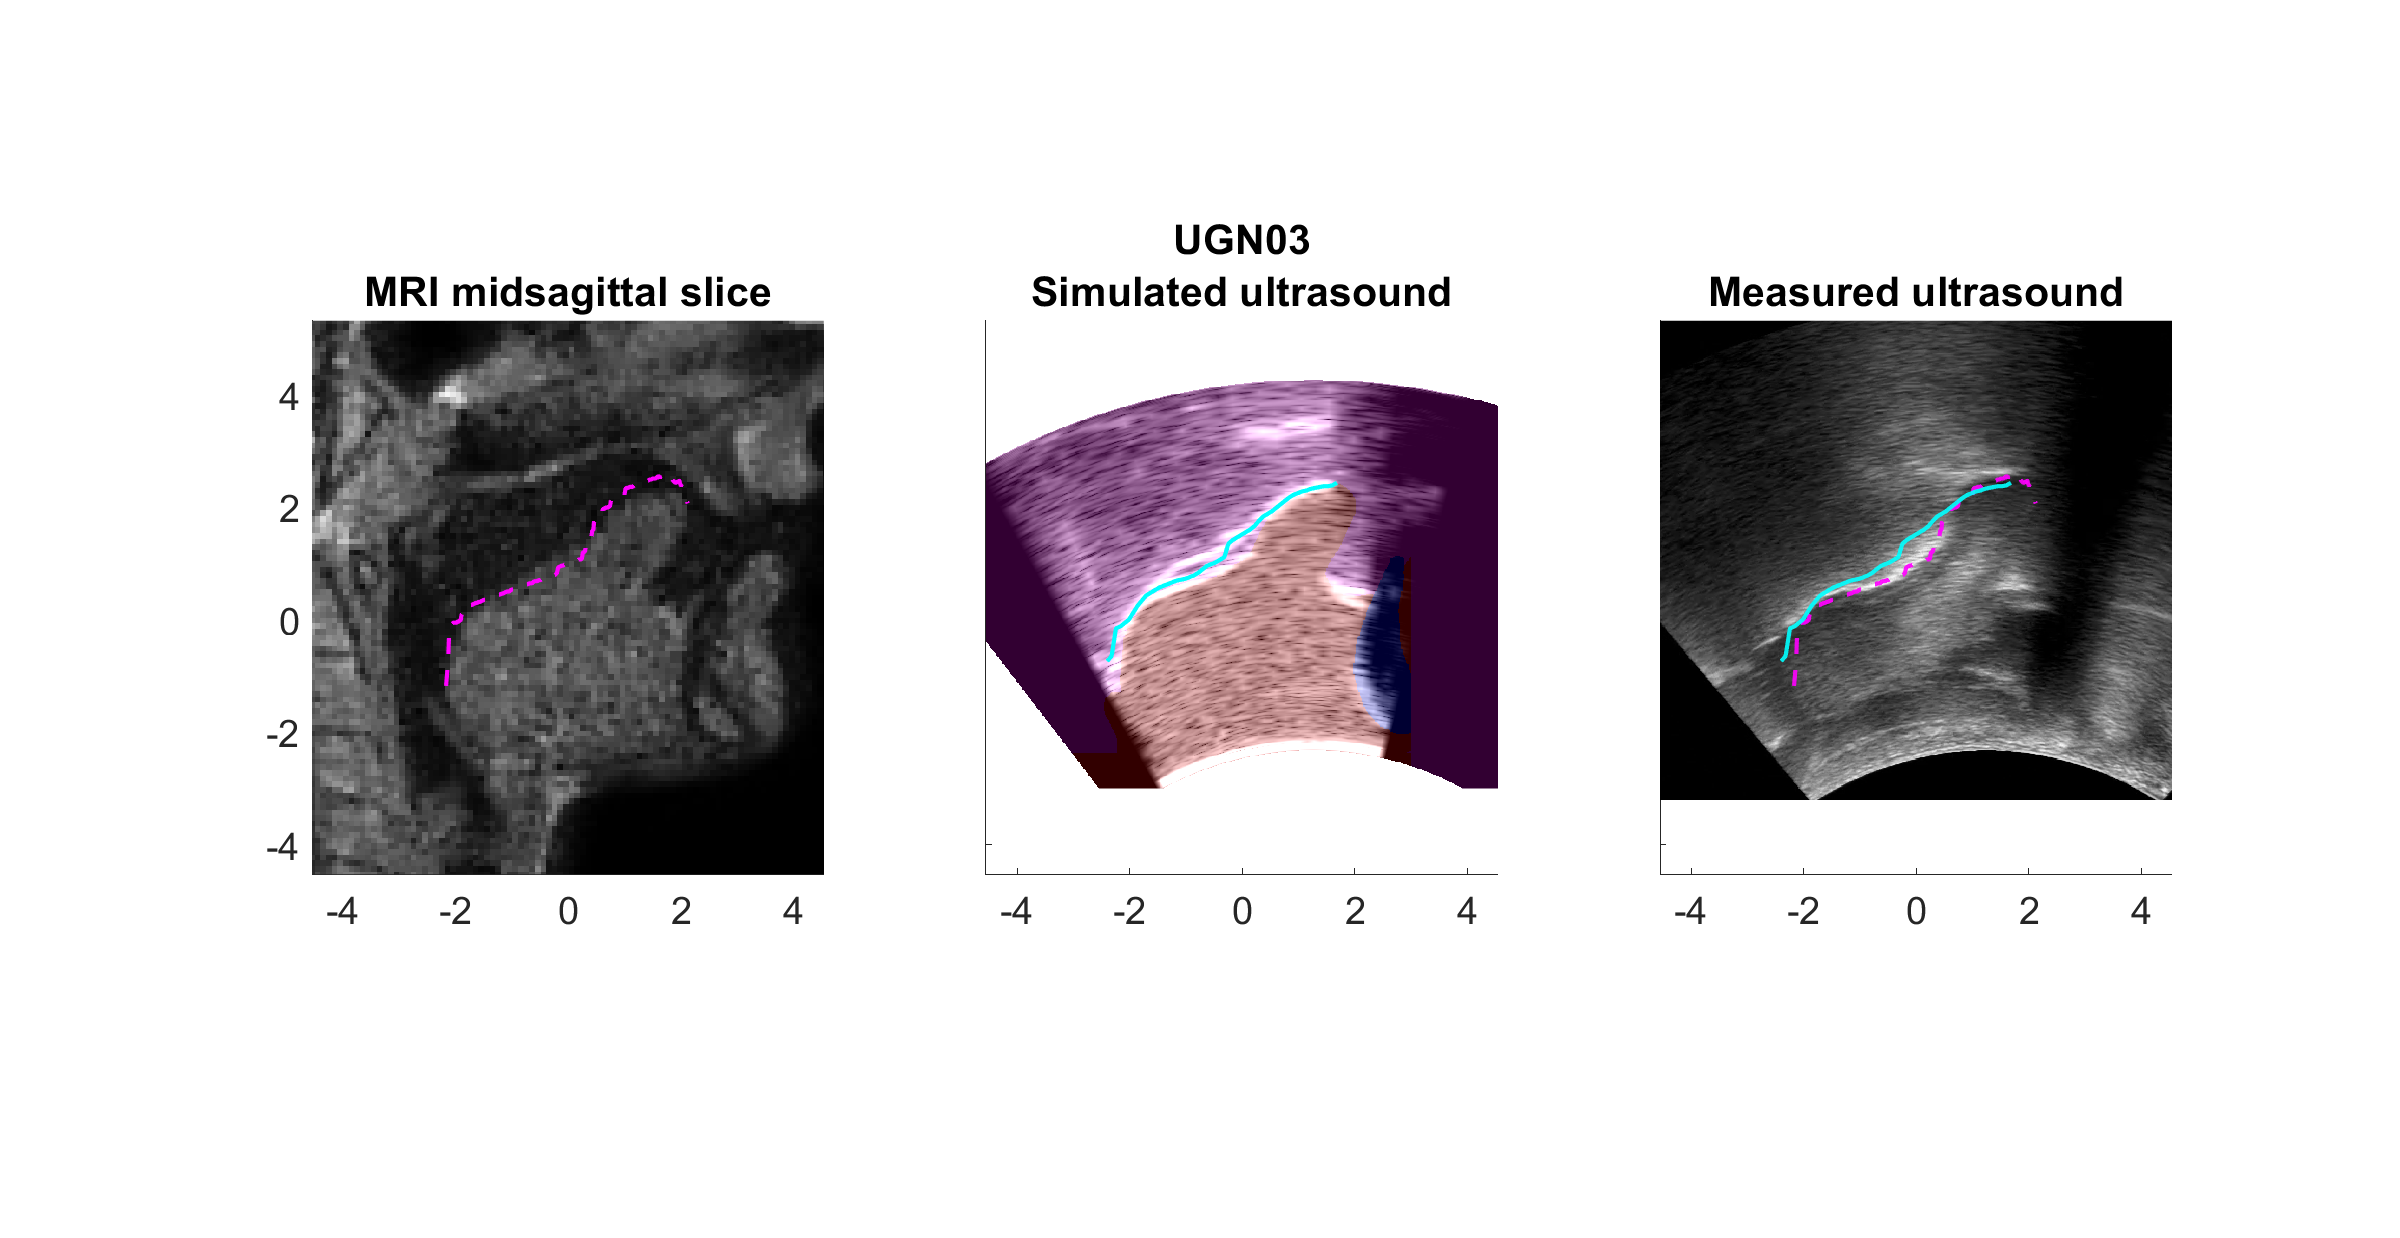 UGN03
MRI midsagittal slice
Simulated ultrasound
Measured ultrasound
4
2
0
-2
-4
-4 -2 0 2 4
-4 -2 0 2 4
-4 -2 0 2 4